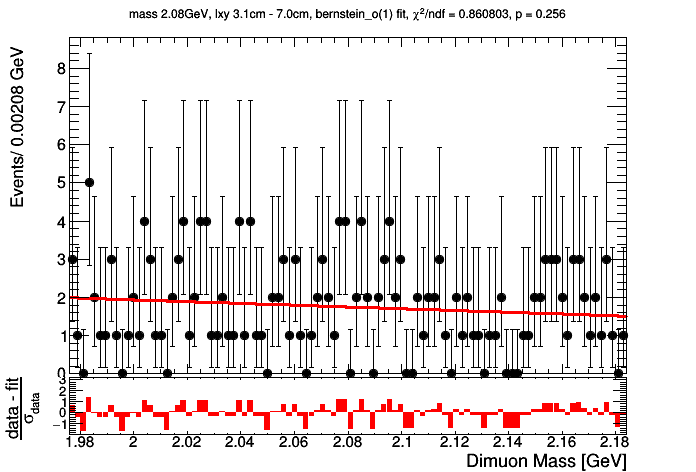 mass 2.08GeV, lxy 3.1cm - 7.0cm, bernstein_o(1) fit, χ²/ndf = 0.860803, p = 0.256
Events/ 0.00208 GeV
8
7
6
5
4
3
2
1
0
data - fit
σdata
3
2
1
0
−1
1.98 2 2.02 2.04 2.06 2.08 2.1 2.12 2.14 2.16 2.18
Dimuon Mass [GeV]